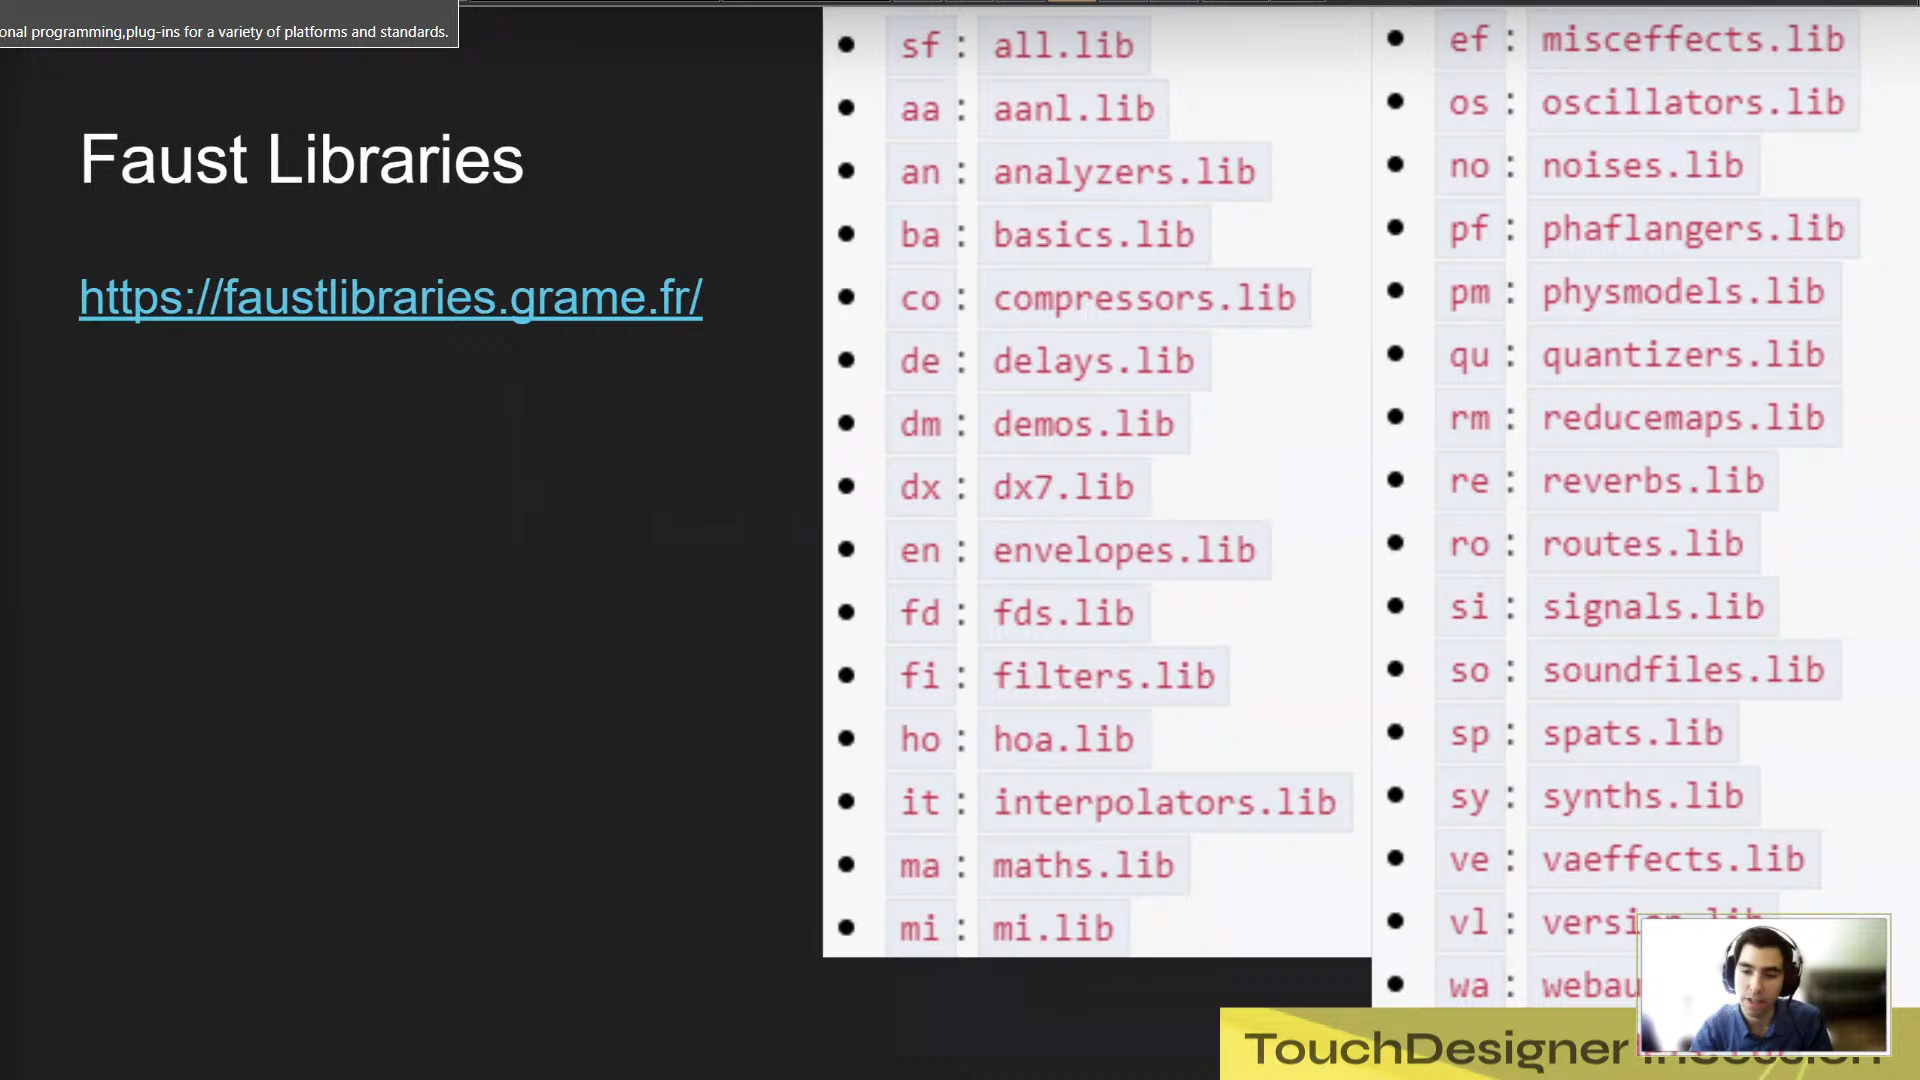 onal programming,plug-ins for a variety of platforms and standards.
Faust Libraries
https://faustlibraries.grame.fr/
sf : all.lib
aa : aanl.lib
an : analyzers.lib
ba : basics.lib
co : compressors.lib
de : delays.lib
dm : demos.lib
dx : dx7.lib
en : envelopes.lib
fd : fds.lib
fi : filters.lib
ho : hoa.lib
it : interpolators.lib
ma : maths.lib
mi : mi.lib
ef : misceffects.lib
os : oscillators.lib
no : noises.lib
pf : phaflangers.lib
pm : physmodels.lib
qu : quantizers.lib
rm : reducemaps.lib
re : reverbs.lib
ro : routes.lib
si : signals.lib
so : soundfiles.lib
sp : spats.lib
sy : synths.lib
ve : vaeffects.lib
vl : version.lib
wa : webau
TouchDesigner